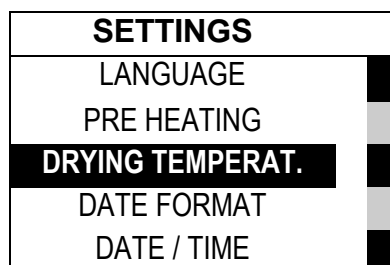 SETTINGS
LANGUAGE
PRE HEATING
DRYING TEMPERAT.
DATE FORMAT
DATE / TIME